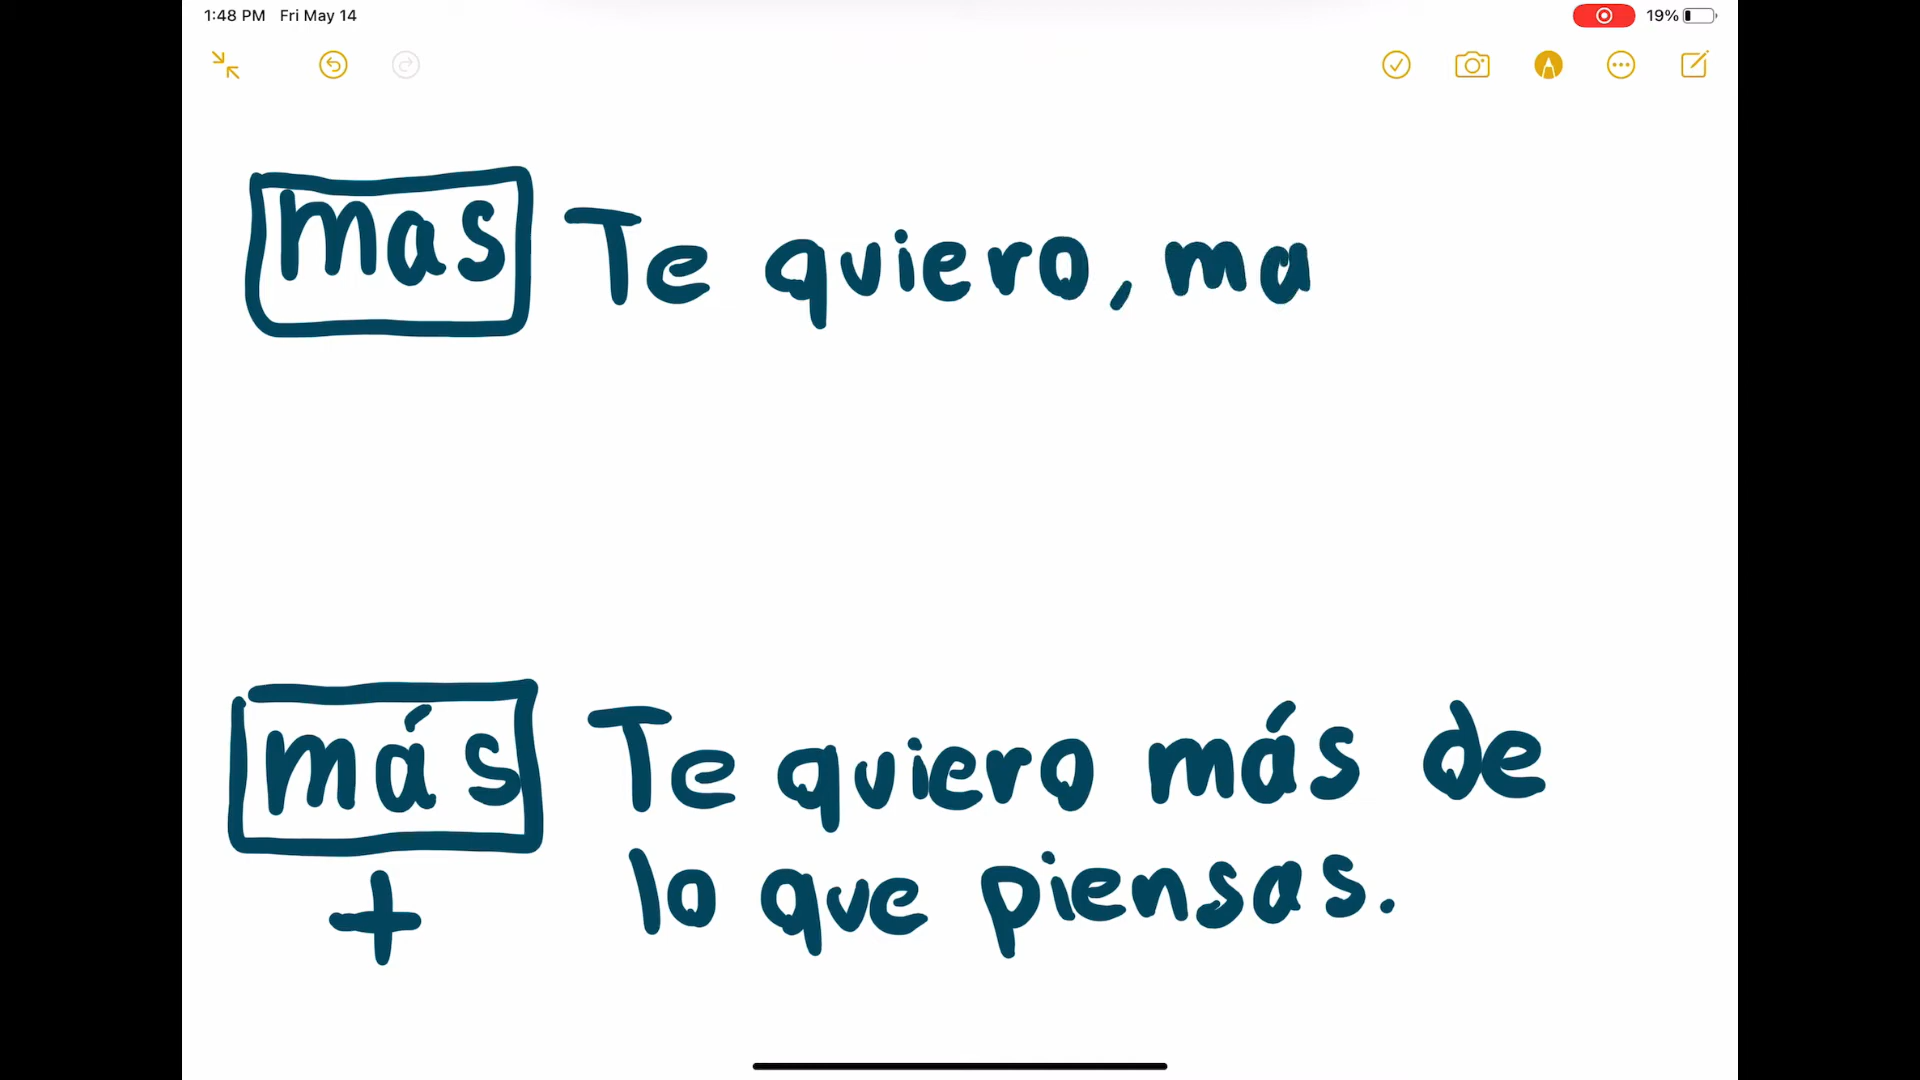 1:48 PM Fri May 14 19%
mas Te quiero, ma
más Te quiero más de
+ lo que piensas.